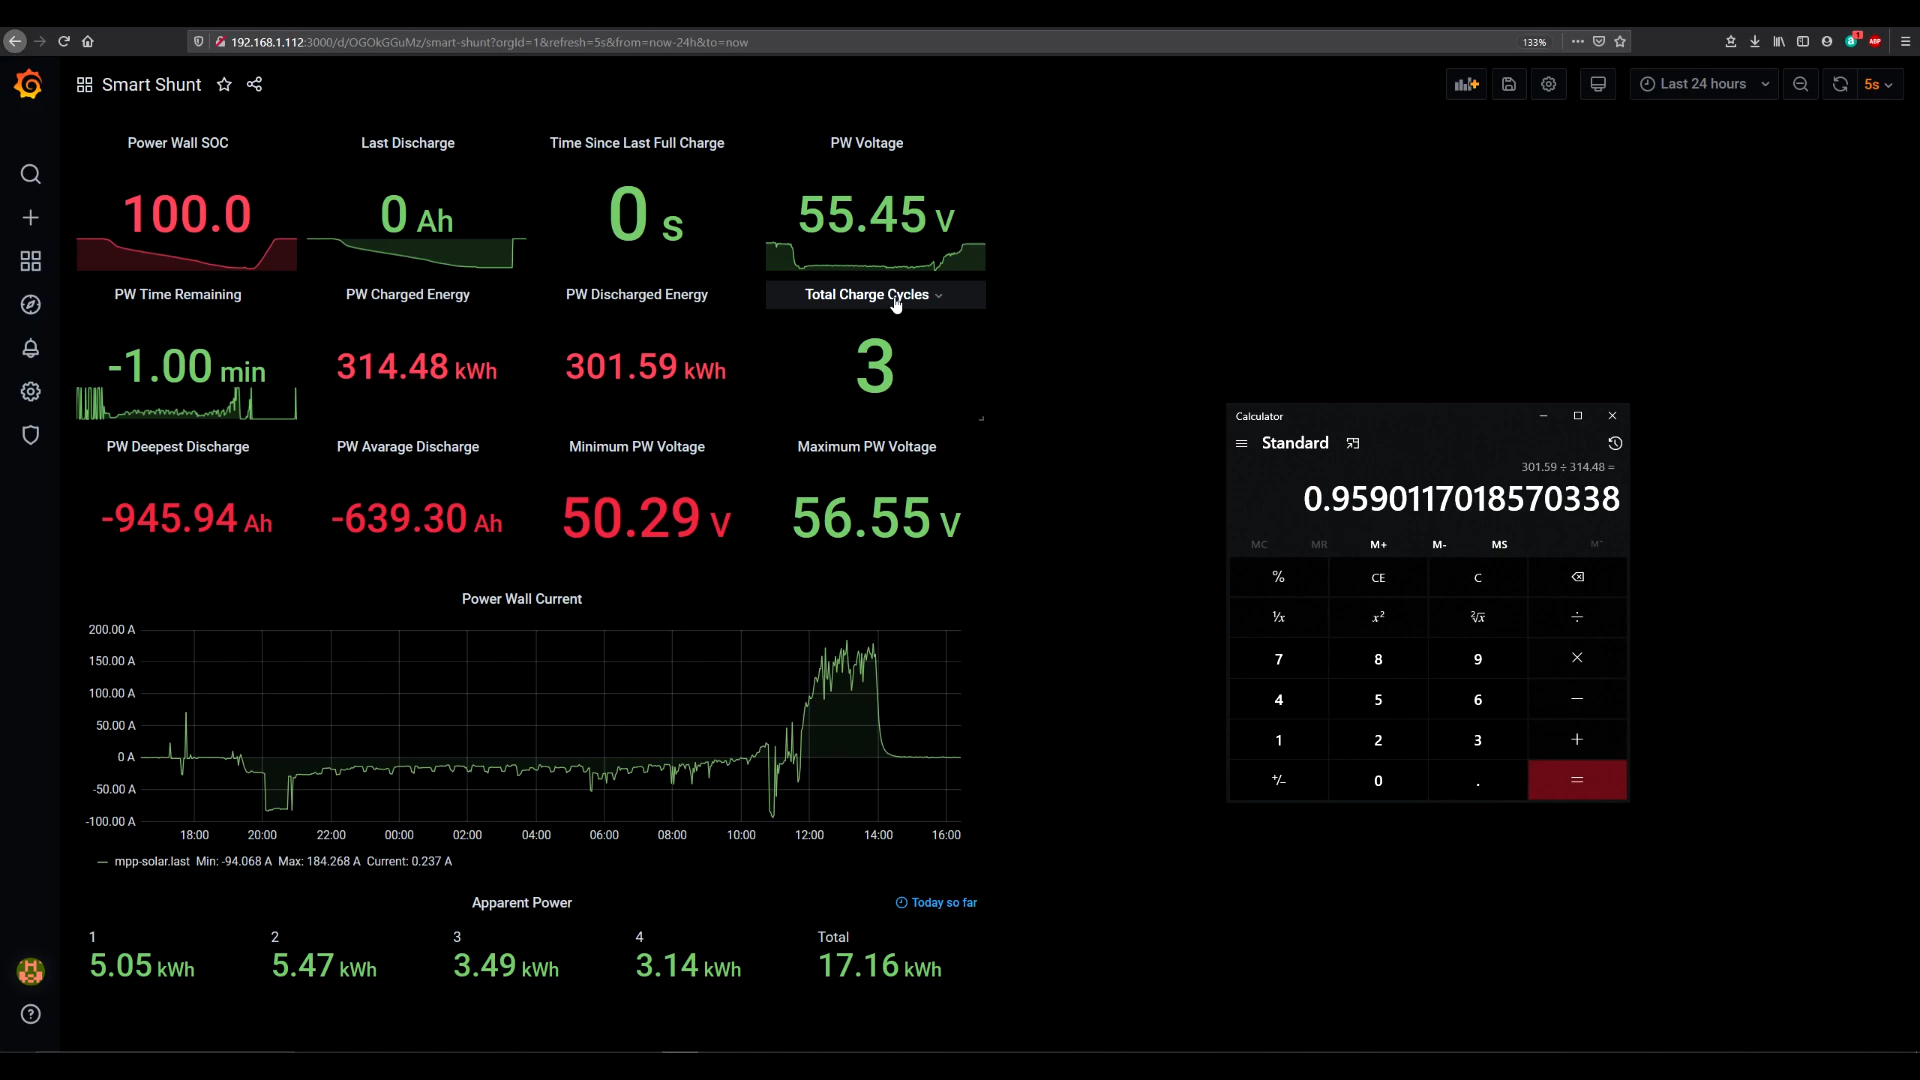 192.168.1.112:3000/d/OGOkGGuMz/smart-shunt?orgId=1&refresh=5s&from=now-24h&to=now
133%
1
ABP
Smart Shunt
Last 24 hours
5s
Power Wall SOC
Last Discharge
Time Since Last Full Charge
PW Voltage
100.0
0 Ah
0 s
55.45 V
PW Time Remaining
PW Charged Energy
PW Discharged Energy
Total Charge Cycles
-1.00 min
314.48 kWh
301.59 kWh
3
PW Deepest Discharge
PW Avarage Discharge
Minimum PW Voltage
Maximum PW Voltage
-945.94 Ah
-639.30 Ah
50.29 V
56.55 V
Power Wall Current
200.00 A
150.00 A
100.00 A
50.00 A
0 A
-50.00 A
-100.00 A
18:00 20:00 22:00 00:00 02:00 04:00 06:00 08:00 10:00 12:00 14:00 16:00
mpp-solar.last Min: -94.068 A Max: 184.268 A Current: 0.237 A
Apparent Power
Today so far
1
2
3
4
Total
5.05 kWh
5.47 kWh
3.49 kWh
3.14 kWh
17.16 kWh
Calculator
Standard
301.59 ÷ 314.48 =
0.9590117018570338
MC MR M+ M- MS M˅
% CE C
¹/x x² ²√x ÷
7 8 9 ×
4 5 6 −
1 2 3 +
+/− 0 . =